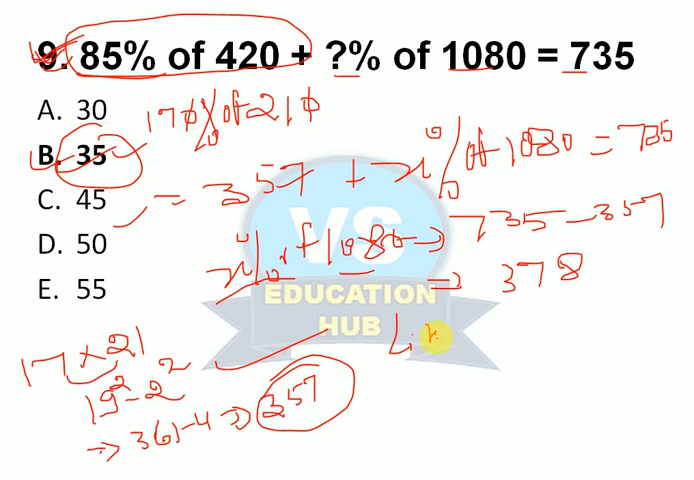 9. 85% of 420 + ?% of 1080 = 735
A. 30
170% of 210
B. 35
= 357 + x% of 1080 = 735
C. 45
x% of 1080 → 735 - 357
D. 50
= 378
E. 55
VS
EDUCATION
HUB
17 × 21
19² - 2²
⇒ 361 - 4 ⇒ 357